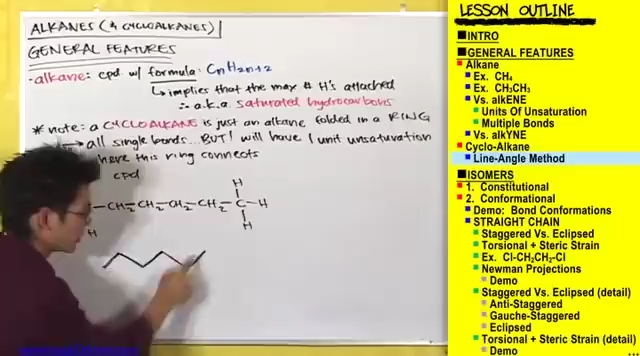 ALKANES (& CYCLOALKANES)
GENERAL FEATURES
-alkane: cpd w/ formula: CnH2n+2
↳ implies that the max # H's attached
∴ a.k.a saturated hydrocarbons
* note: a CYCLOALKANE is just an alkane folded in a RING
→ all single bonds... BUT I will have 1 unit unsaturation
here this ring connects
cpd
H
- CH2 - CH2 - CH2 - CH2 - C - H
H
H
LESSON OUTLINE
INTRO
GENERAL FEATURES
Alkane
Ex. CH4
Ex. CH3CH3
Vs. alkENE
Units of Unsaturation
Multiple Bonds
Vs. alkYNE
Cyclo-Alkane
Line-Angle Method
ISOMERS
1. Constitutional
2. Conformational
Demo: Bond Conformations
STRAIGHT CHAIN
Staggered Vs. Eclipsed
Torsional + Steric Strain
Ex. Cl-CH2CH2-Cl
Newman Projections
Demo
Staggered Vs. Eclipsed (detail)
Anti-Staggered
Gauche-Staggered
Eclipsed
Torsional + Steric Strain (detail)
Demo